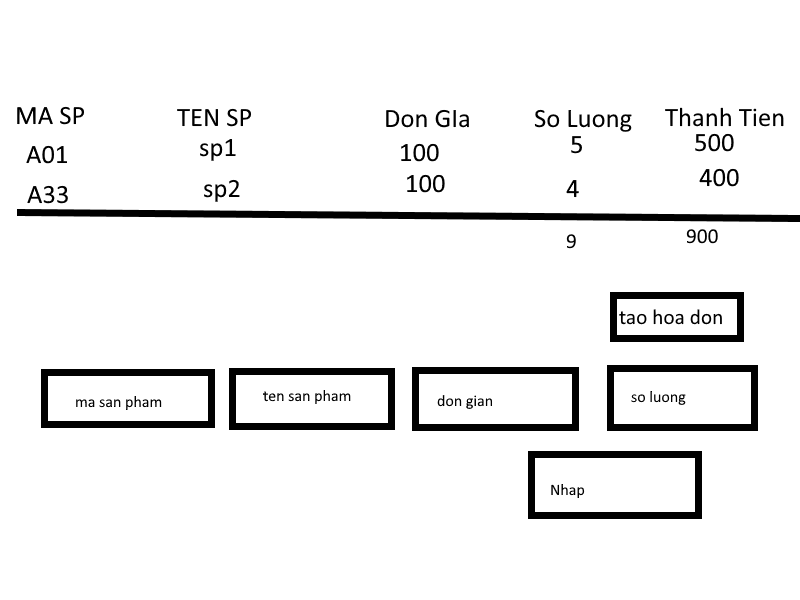 MA SP TEN SP Don GIa So Luong Thanh Tien
A01 sp1 100 5 500
A33 sp2 100 4 400
9 900
tao hoa don
ma san pham ten san pham don gian so luong
Nhap